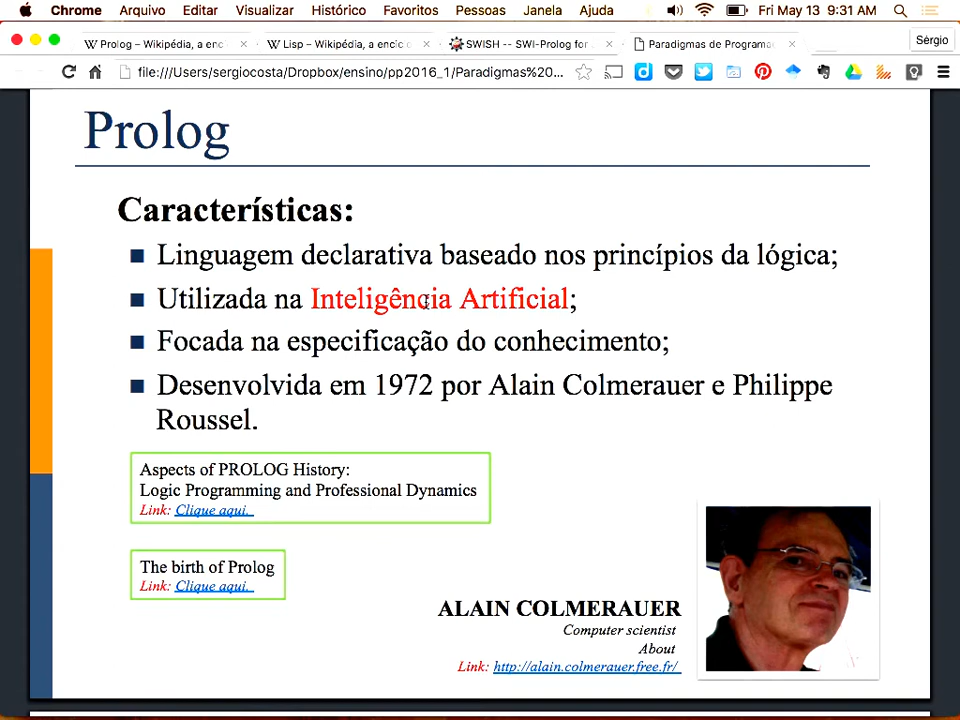 Chrome Arquivo Editar Visualizar Histórico Favoritos Pessoas Janela Ajuda Fri May 13 9:31 AM
Prolog – Wikipédia, a enc Lisp – Wikipédia, a encic SWISH -- SWI-Prolog for Paradigmas de Programa Sérgio
file:///Users/sergiocosta/Dropbox/ensino/pp2016_1/Paradigmas%20...
Prolog
Características:
Linguagem declarativa baseado nos princípios da lógica;
Utilizada na Inteligência Artificial;
Focada na especificação do conhecimento;
Desenvolvida em 1972 por Alain Colmerauer e Philippe
Roussel.
Aspects of PROLOG History:
Logic Programming and Professional Dynamics
Link: Clique aqui.
The birth of Prolog
Link: Clique aqui.
ALAIN COLMERAUER
Computer scientist
About
Link: http://alain.colmerauer.free.fr/